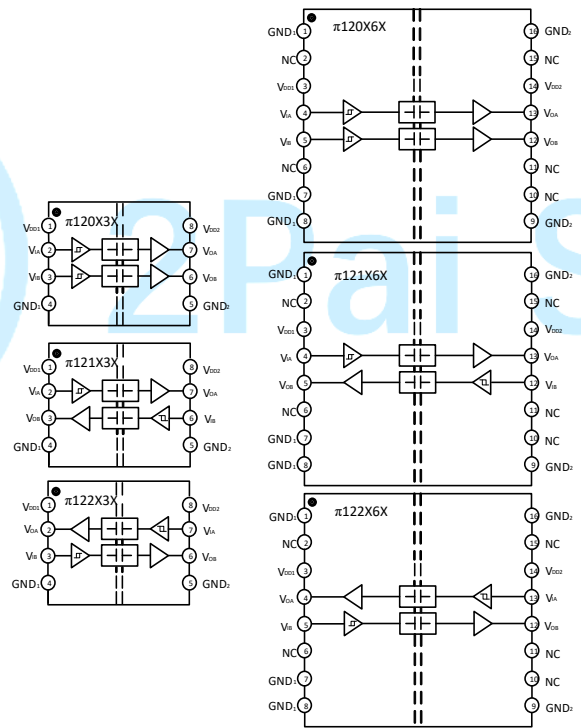 π120X6X
GND₁ 1 16 GND₂
NC 2 15 NC
VDD1 3 14 VDD2
VIA 4 13 VOA
VIB 5 12 VOB
NC 6 11 NC
GND₁ 7 10 NC
GND₁ 8 9 GND₂
π120X3X
VDD1 1 8 VDD2
VIA 2 7 VOA
VIB 3 6 VOB
GND₁ 4 5 GND₂
2Pai S
π121X6X
GND₁ 1 16 GND₂
NC 2 15 NC
VDD1 3 14 VDD2
VIA 4 13 VOA
VOB 5 12 VIB
NC 6 11 NC
GND₁ 7 10 NC
GND₁ 8 9 GND₂
π121X3X
VDD1 1 8 VDD2
VIA 2 7 VOA
VOB 3 6 VIB
GND₁ 4 5 GND₂
π122X3X
VDD1 1 8 VDD2
VOA 2 7 VIA
VIB 3 6 VOB
GND₁ 4 5 GND₂
π122X6X
GND₁ 1 16 GND₂
NC 2 15 NC
VDD1 3 14 VDD2
VOA 4 13 VIA
VIB 5 12 VOB
NC 6 11 NC
GND₁ 7 10 NC
GND₁ 8 9 GND₂